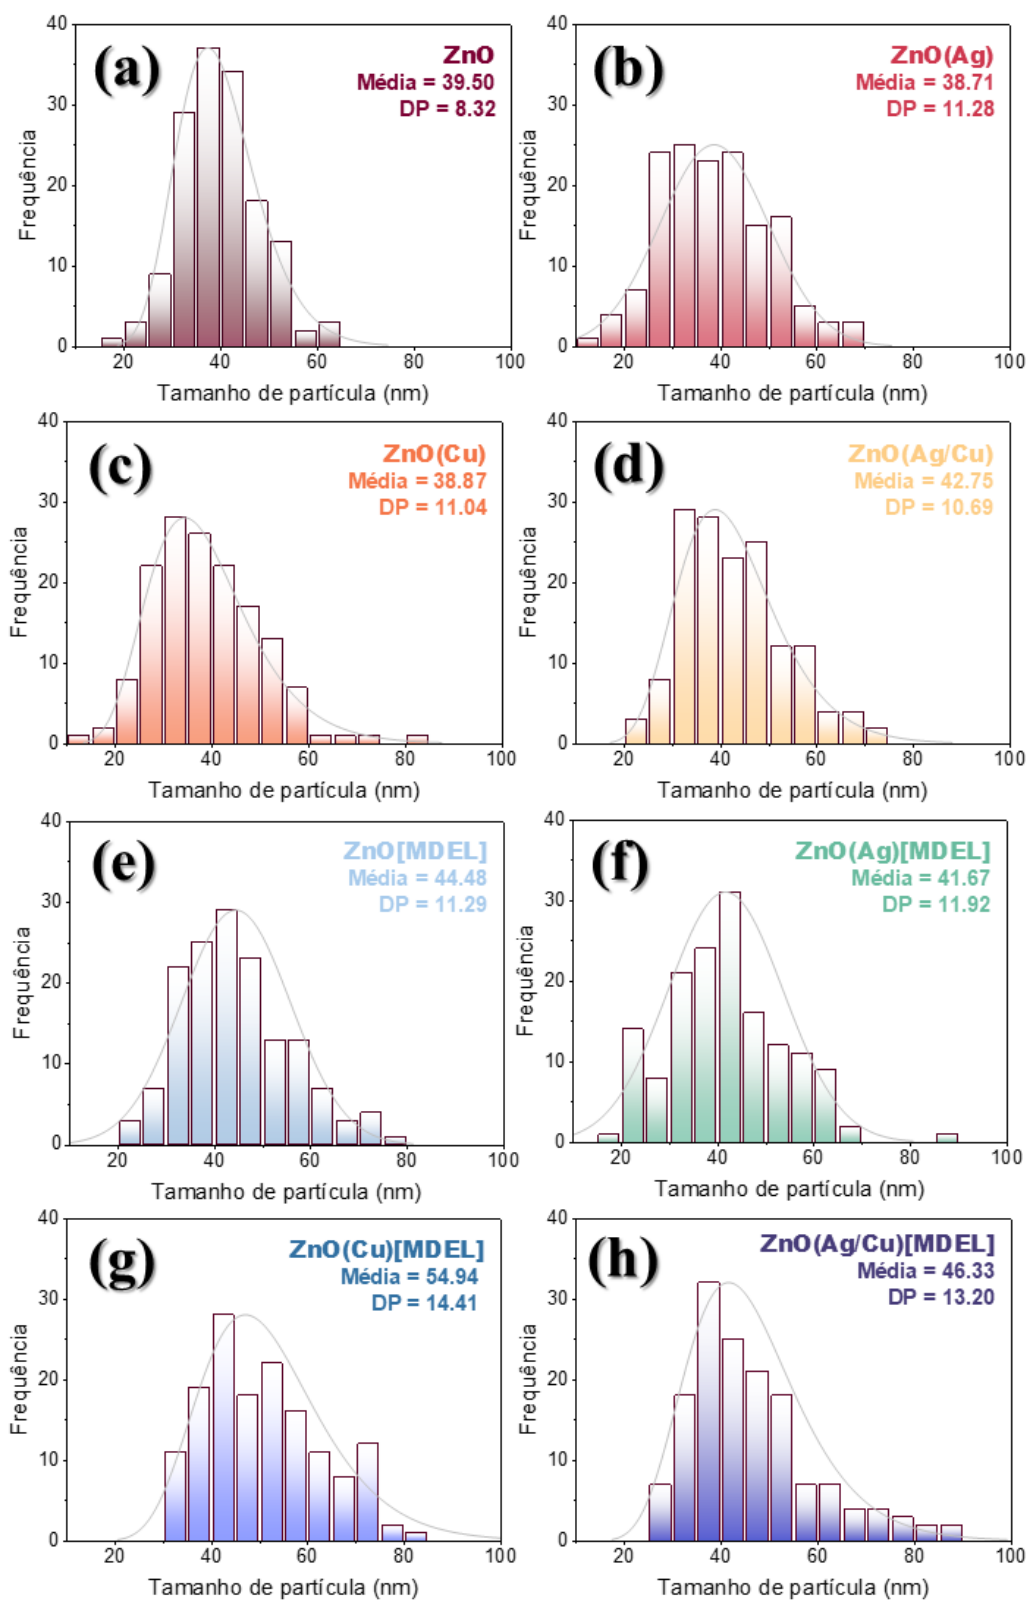 (a)
ZnO
Média = 39.50
DP = 8.32
Frequência
40
30
20
10
0
20 40 60 80 100
Tamanho de partícula (nm)
(b)
ZnO(Ag)
Média = 38.71
DP = 11.28
Frequência
40
30
20
10
0
20 40 60 80 100
Tamanho de partícula (nm)
(c)
ZnO(Cu)
Média = 38.87
DP = 11.04
Frequência
40
30
20
10
0
20 40 60 80 100
Tamanho de partícula (nm)
(d)
ZnO(Ag/Cu)
Média = 42.75
DP = 10.69
Frequência
40
30
20
10
0
20 40 60 80 100
Tamanho de partícula (nm)
(e)
ZnO[MDEL]
Média = 44.48
DP = 11.29
Frequência
40
30
20
10
0
20 40 60 80 100
Tamanho de partícula (nm)
(f)
ZnO(Ag)[MDEL]
Média = 41.67
DP = 11.92
Frequência
40
30
20
10
0
20 40 60 80 100
Tamanho de partícula (nm)
(g)
ZnO(Cu)[MDEL]
Média = 54.94
DP = 14.41
Frequência
40
30
20
10
0
20 40 60 80 100
Tamanho de partícula (nm)
(h)
ZnO(Ag/Cu)[MDEL]
Média = 46.33
DP = 13.20
Frequência
40
30
20
10
0
20 40 60 80 100
Tamanho de partícula (nm)